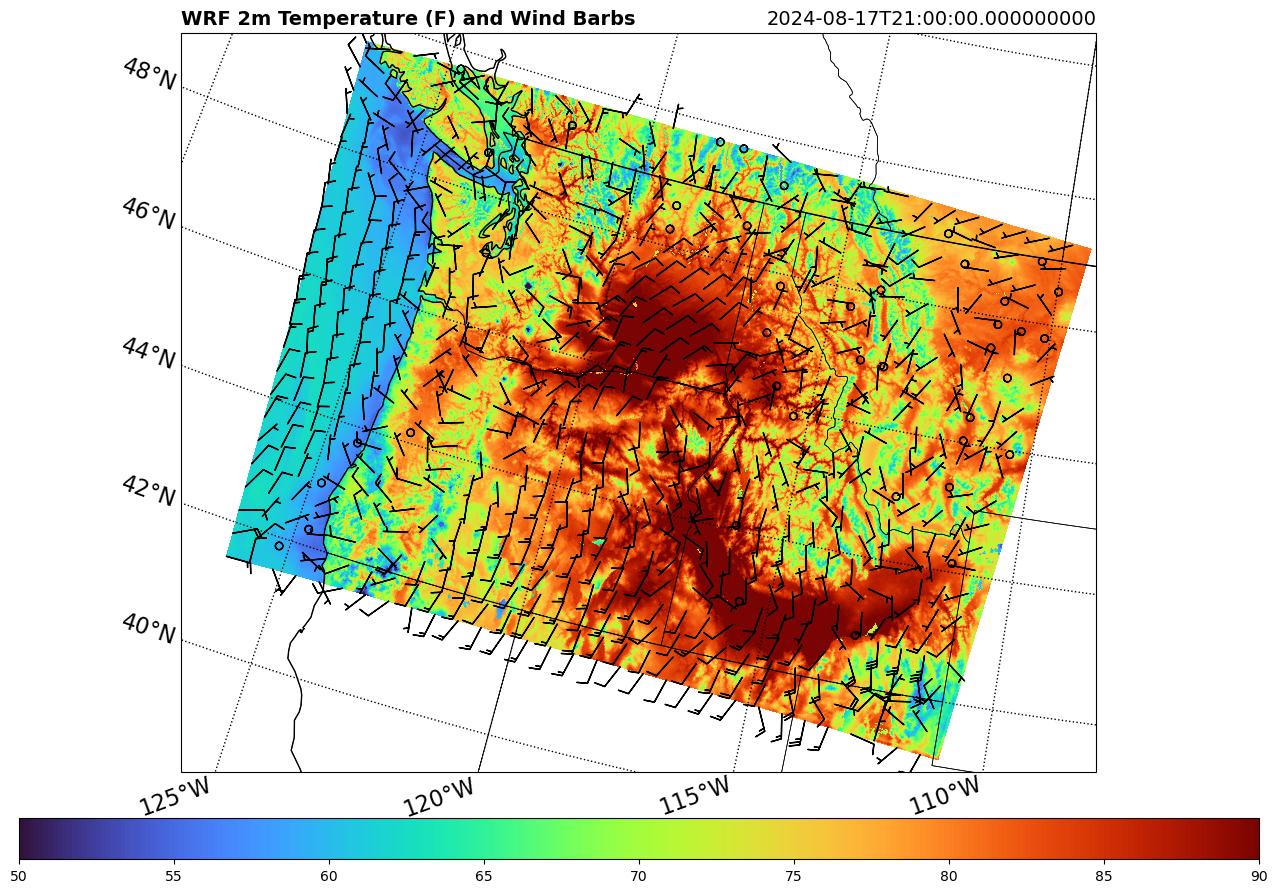 WRF 2m Temperature (F) and Wind Barbs 2024-08-17T21:00:00.000000000
48°N
46°N
44°N
42°N
40°N
125°W 120°W 115°W 110°W
50 55 60 65 70 75 80 85 90